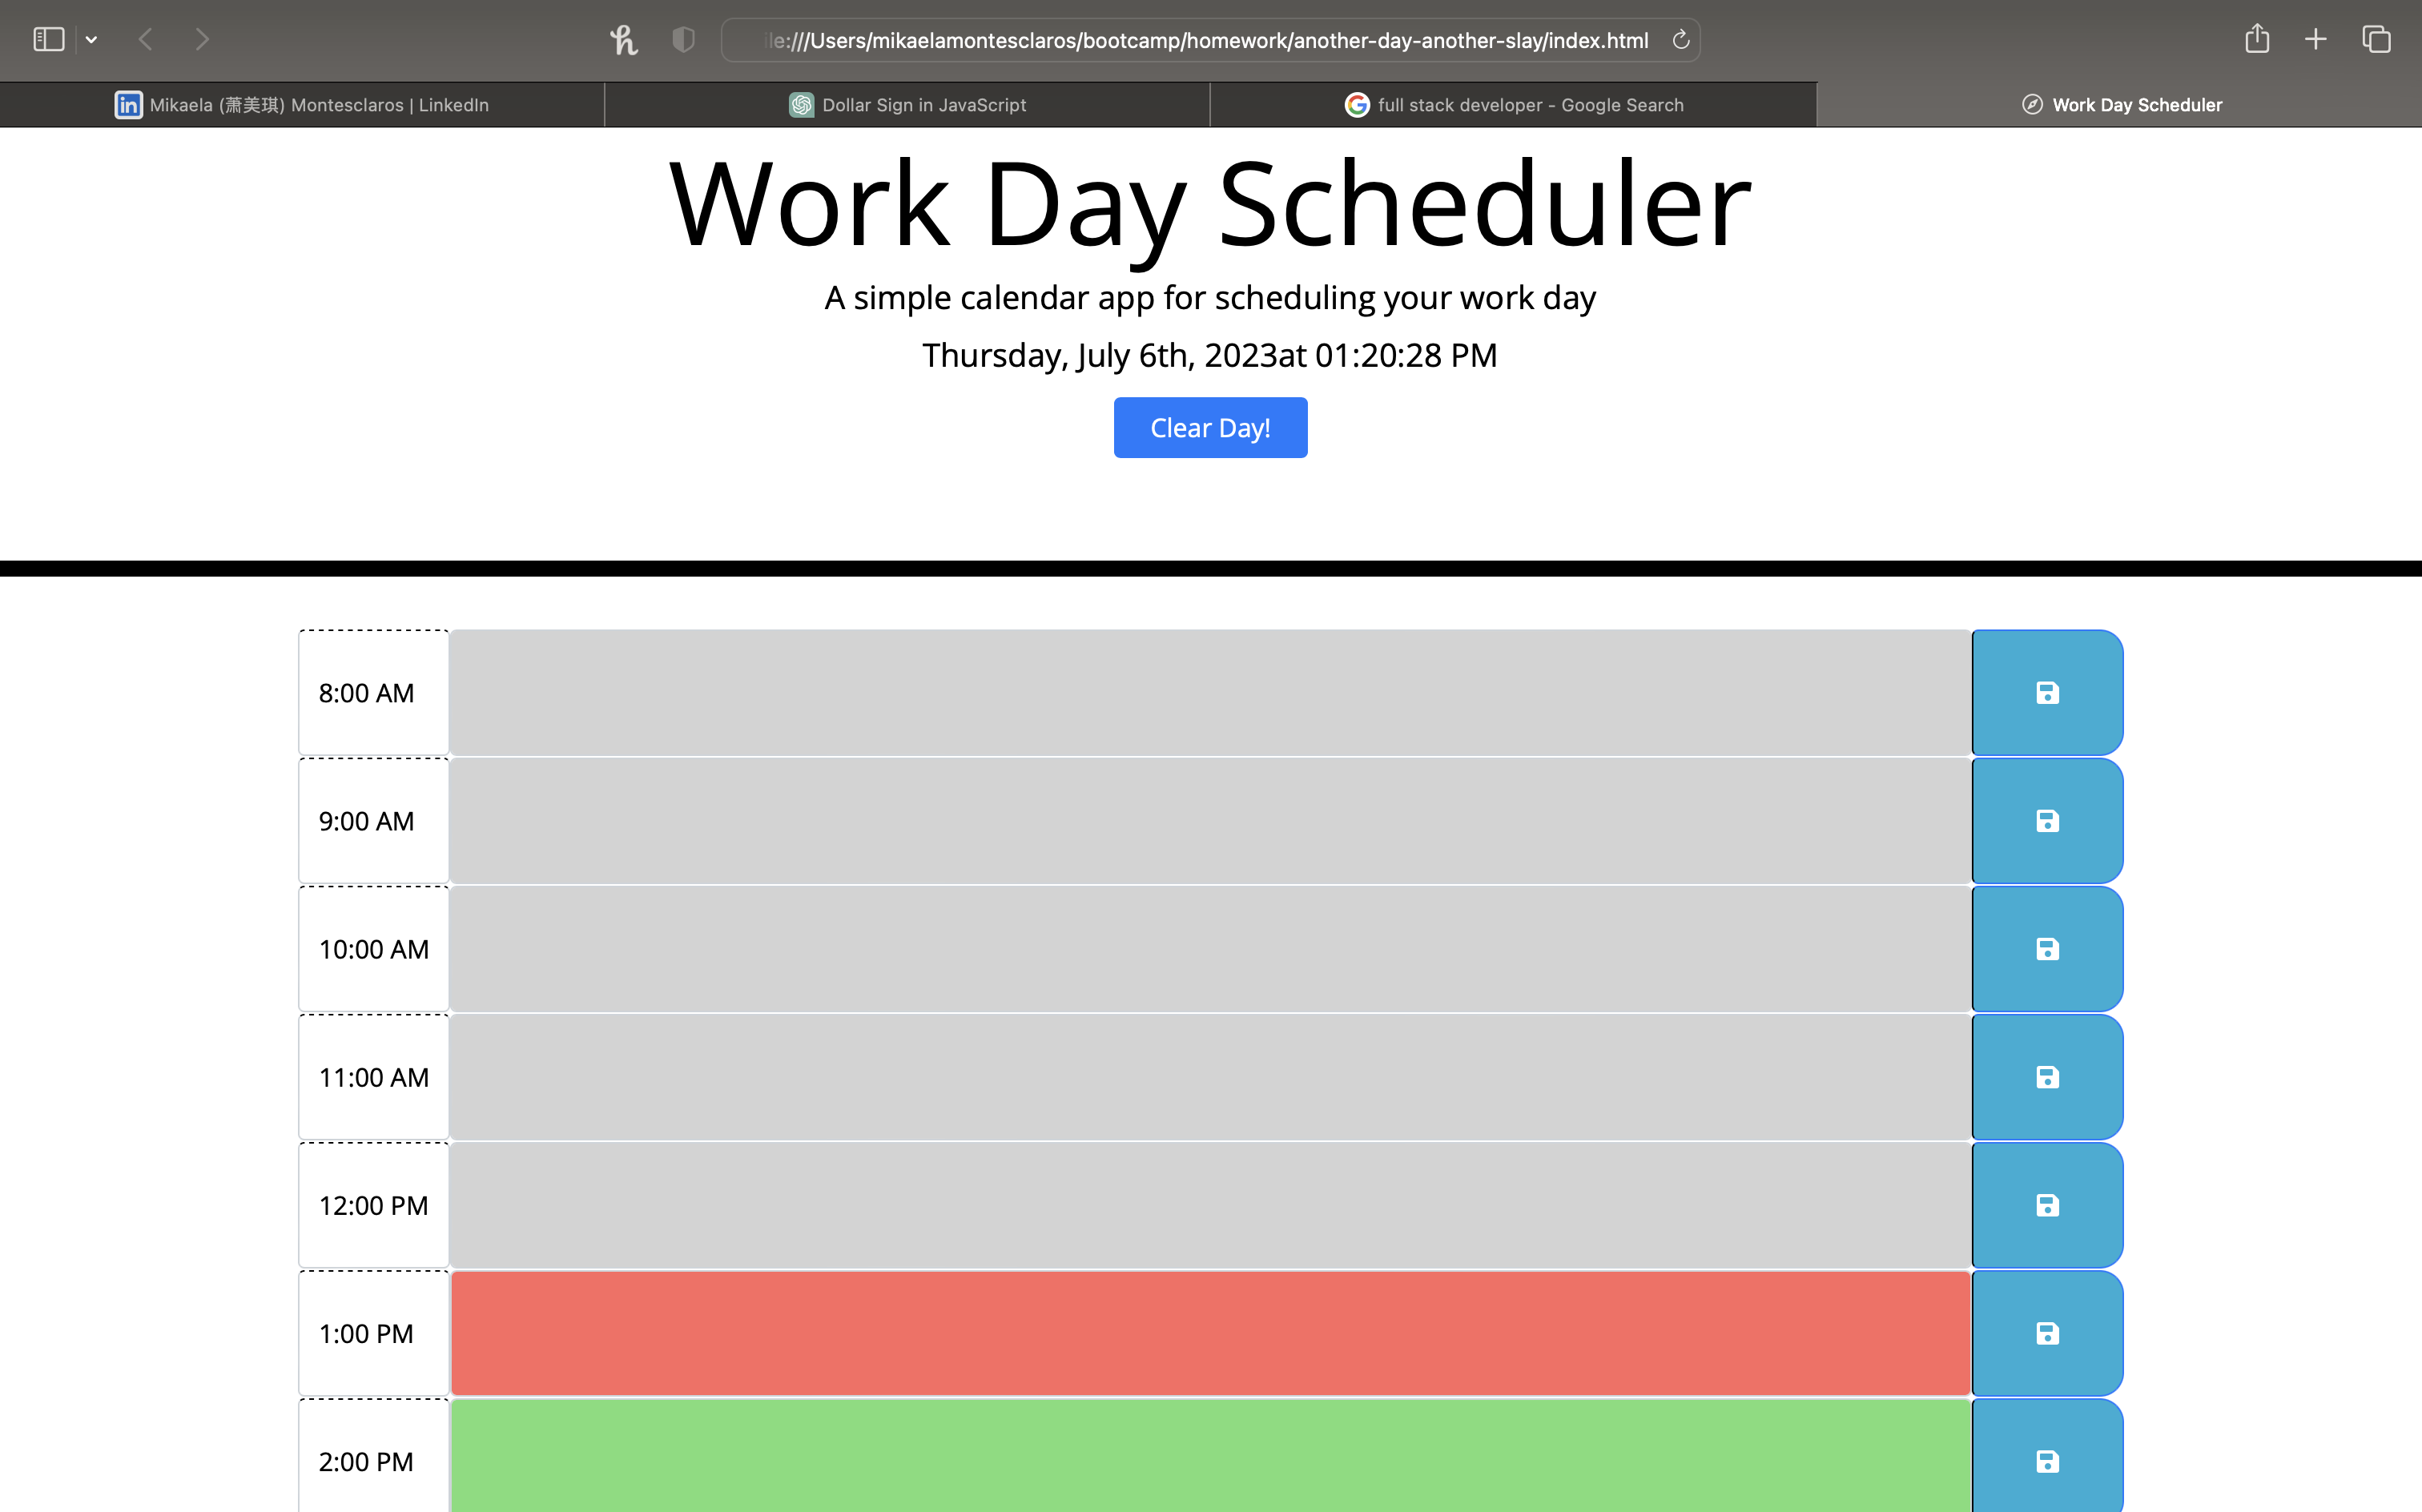 le:///Users/mikaelamontesclaros/bootcamp/homework/another-day-another-slay/index.html
Mikaela (萧美琪) Montesclaros | LinkedIn
Dollar Sign in JavaScript
full stack developer - Google Search
Work Day Scheduler
Work Day Scheduler
A simple calendar app for scheduling your work day
Thursday, July 6th, 2023at 01:20:28 PM
Clear Day!
8:00 AM
9:00 AM
10:00 AM
11:00 AM
12:00 PM
1:00 PM
2:00 PM